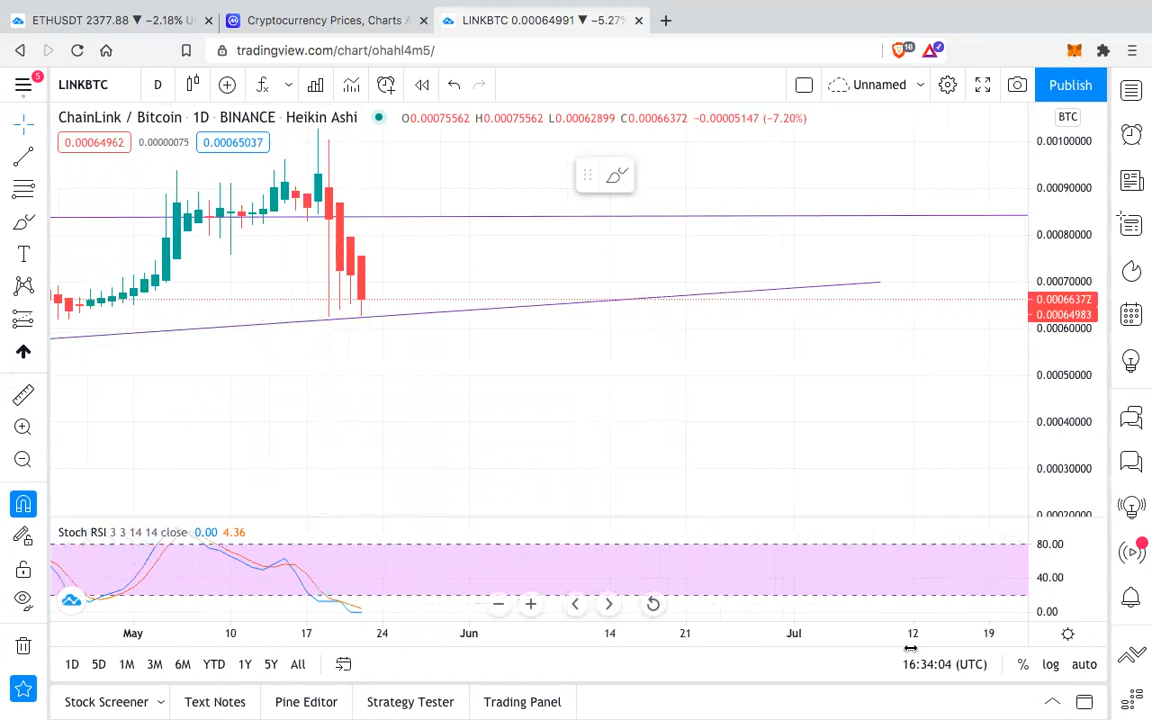 ETHUSDT 2377.88 ▼ −2.18% U
Cryptocurrency Prices, Charts A
LINKBTC 0.00064991 ▼ −5.27%
tradingview.com/chart/ohahl4m5/
16
5
LINKBTC
D
Unnamed
Publish
ChainLink / Bitcoin · 1D · BINANCE · Heikin Ashi
O0.00075562 H0.00075562 L0.00062899 C0.00066372 −0.00005147 (−7.20%)
BTC
0.00064962
0.00000075
0.00065037
0.00100000
0.00090000
0.00080000
0.00070000
0.00066372
0.00064983
0.00060000
0.00050000
0.00040000
0.00030000
0.00020000
Stoch RSI 3 3 14 14 close 0.00 4.36
80.00
40.00
0.00
May 10 17 24 Jun 14 21 Jul 12 19
1D 5D 1M 3M 6M YTD 1Y 5Y All
16:34:04 (UTC)
% log auto
Stock Screener
Text Notes
Pine Editor
Strategy Tester
Trading Panel